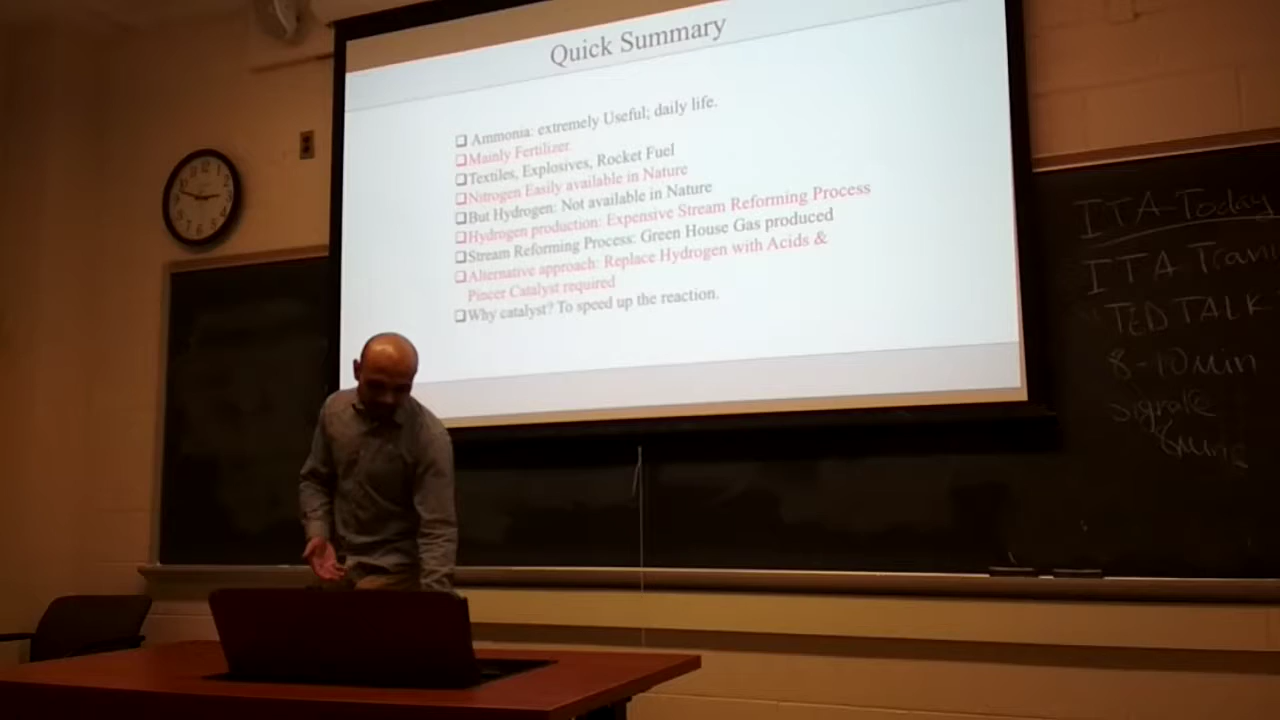 Quick Summary
❑ Ammonia: extremely Useful; daily life.
❑ Mainly Fertilizer
❑ Textiles, Explosives, Rocket Fuel
❑ Nitrogen Easily available in Nature
❑ But Hydrogen: Not available in Nature
❑ Hydrogen production: Expensive Stream Reforming Process
❑ Stream Reforming Process: Green House Gas produced
❑ Alternative approach: Replace Hydrogen with Acids &
Pincer Catalyst required
❑ Why catalyst? To speed up the reaction.
ITA-Today
ITA
TED TALK
8-10 Min